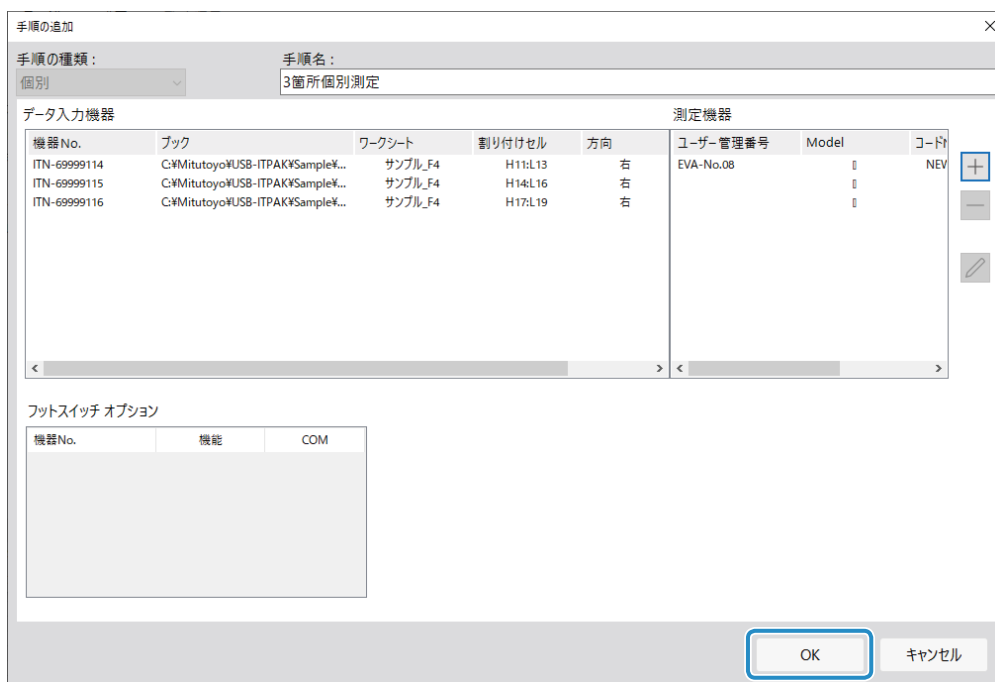 手順の追加
手順の種類 : 手順名 :
個別 3箇所個別測定
データ入力機器 測定機器
機器No. ブック ワークシート 割り付けセル 方向 ユーザー管理番号 Model
ITN-69999114 C:¥Mitutoyo¥USB-ITPAK¥Sample¥... サンプル_F4 H11:L13 右 EVA-No.08 NEW
ITN-69999115 C:¥Mitutoyo¥USB-ITPAK¥Sample¥... サンプル_F4 H14:L16 右
ITN-69999116 C:¥Mitutoyo¥USB-ITPAK¥Sample¥... サンプル_F4 H17:L19 右
フットスイッチ オプション
機器No. 機能 COM
OK キャンセル